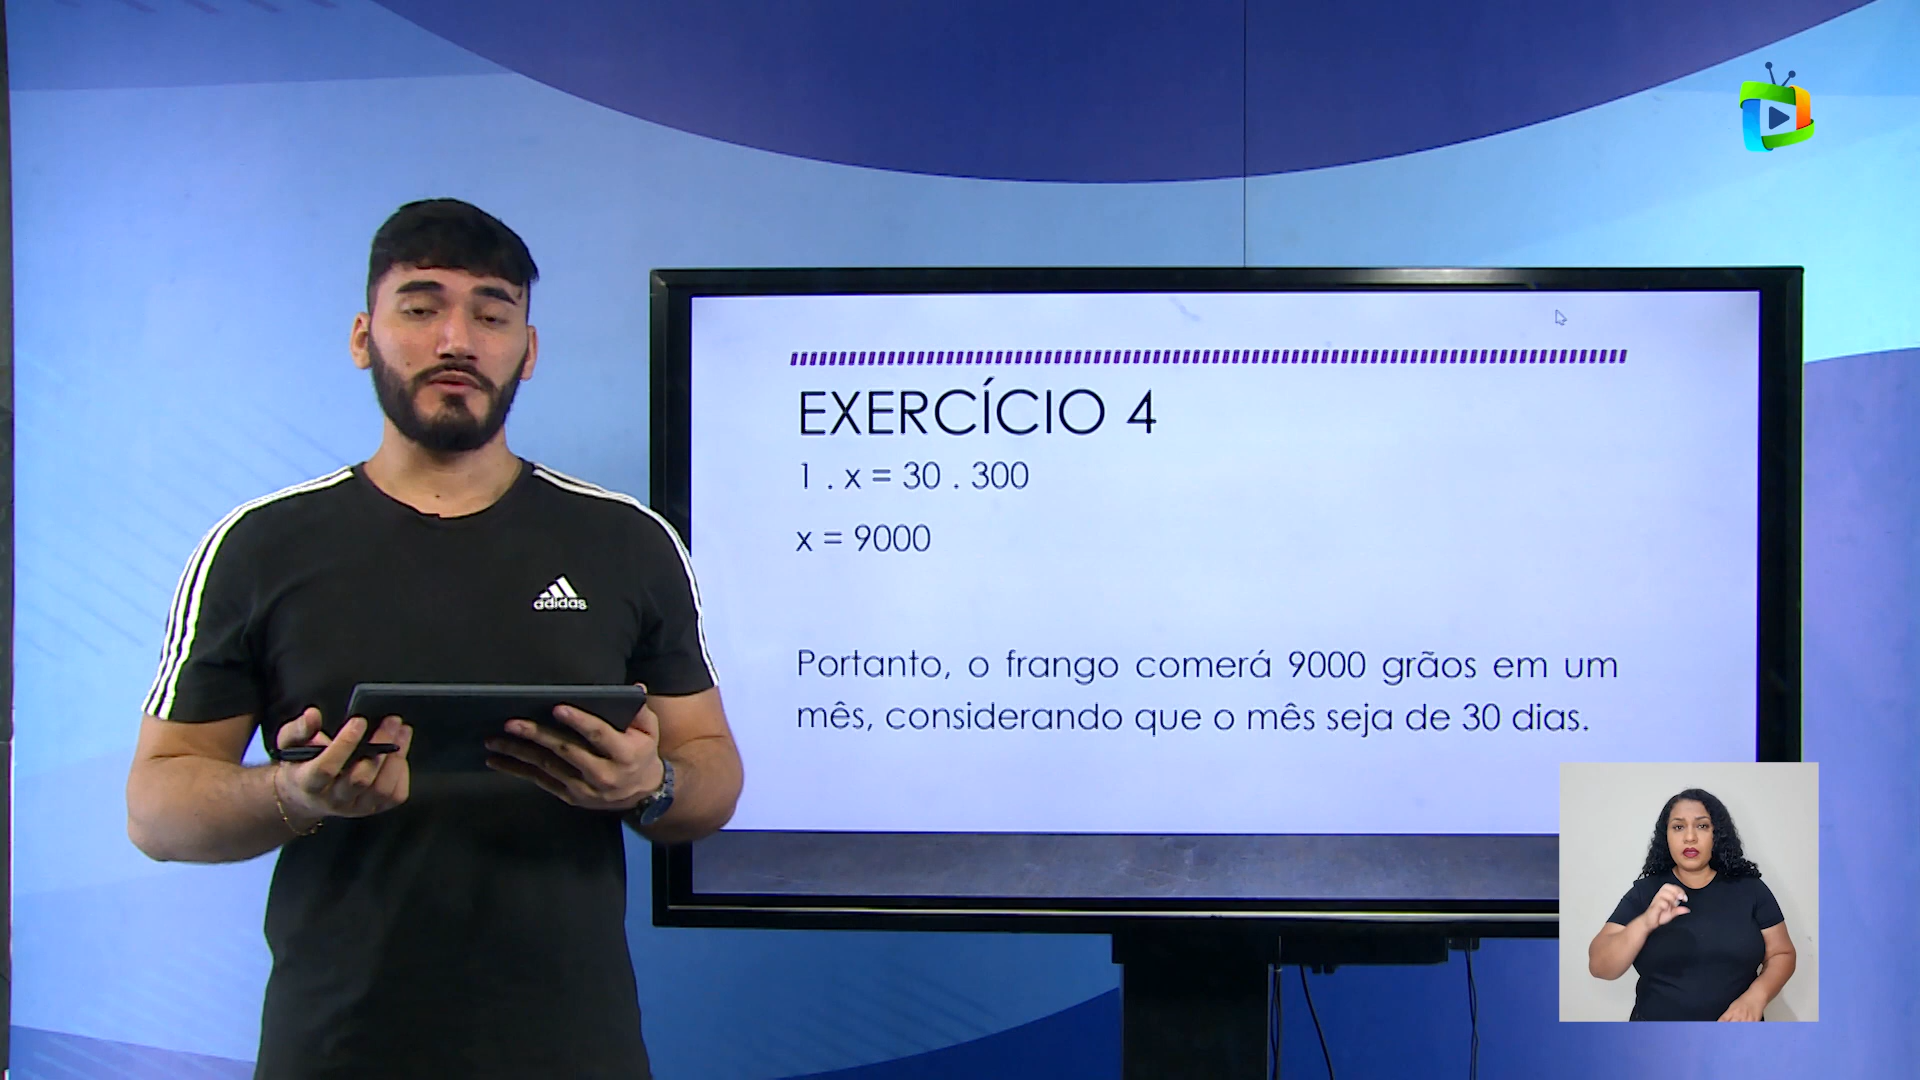 EXERCÍCIO 4
1 . x = 30 . 300
x = 9000
Portanto, o frango comerá 9000 grãos em um
mês, considerando que o mês seja de 30 dias.
adidas